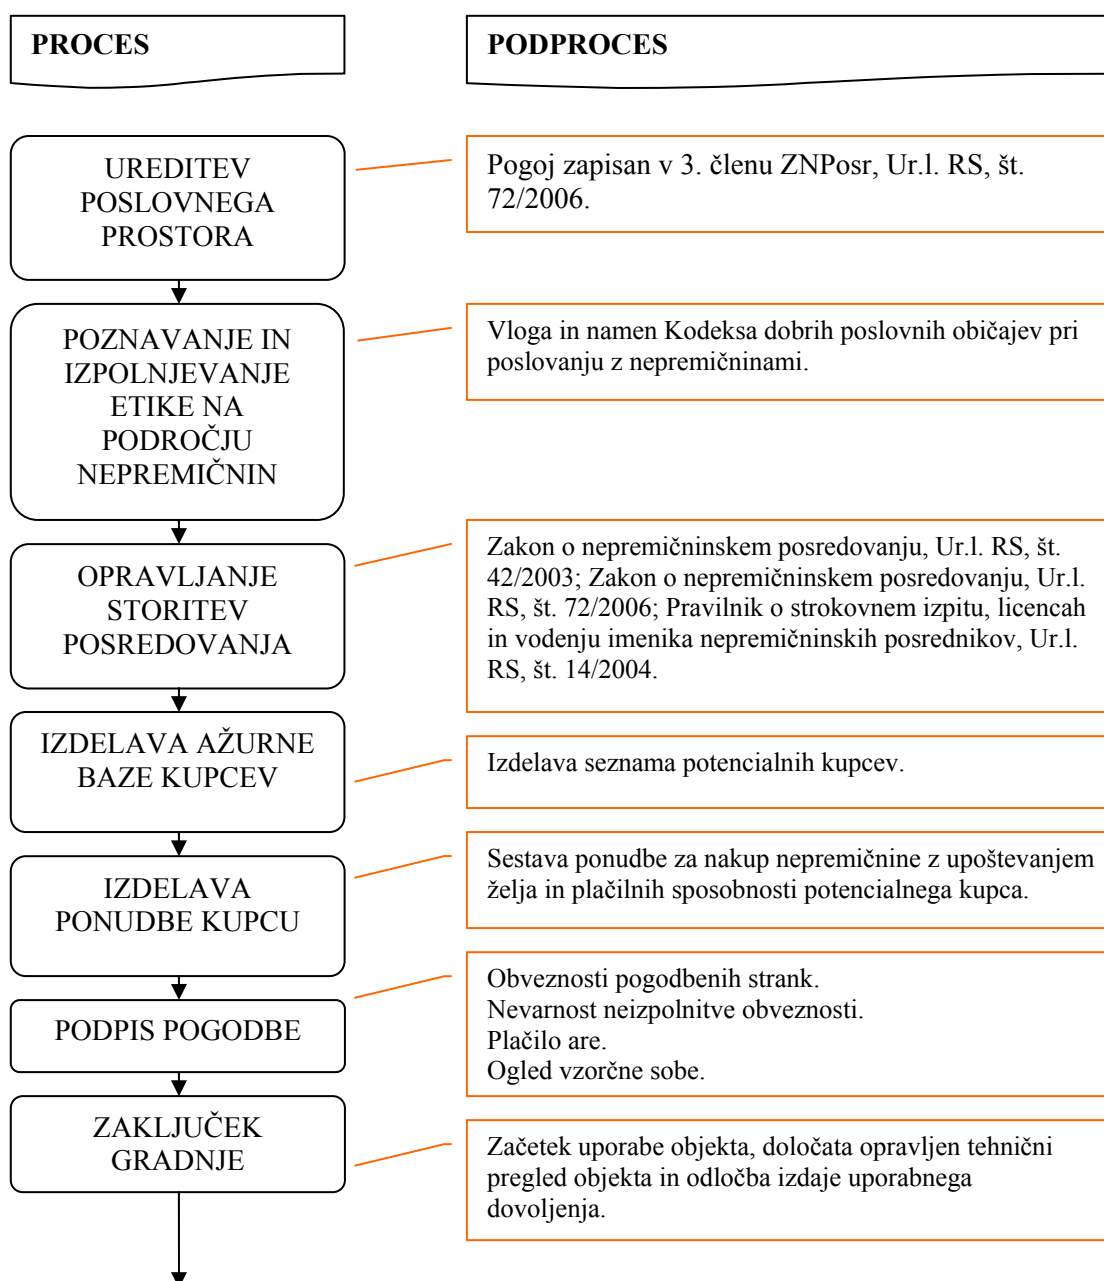 PROCES
PODPROCES
UREDITEV
POSLOVNEGA
PROSTORA
Pogoj zapisan v 3. členu ZNPosr, Ur.l. RS, št.
72/2006.
POZNAVANJE IN
IZPOLNJEVANJE
ETIKE NA
PODROČJU
NEPREMIČNIN
Vloga in namen Kodeksa dobrih poslovnih običajev pri
poslovanju z nepremičninami.
OPRAVLJANJE
STORITEV
POSREDOVANJA
Zakon o nepremičninskem posredovanju, Ur.l. RS, št.
42/2003; Zakon o nepremičninskem posredovanju, Ur.l.
RS, št. 72/2006; Pravilnik o strokovnem izpitu, licencah
in vodenju imenika nepremičninskih posrednikov, Ur.l.
RS, št. 14/2004.
IZDELAVA AŽURNE
BAZE KUPCEV
Izdelava seznama potencialnih kupcev.
IZDELAVA
PONUDBE KUPCU
Sestava ponudbe za nakup nepremičnine z upoštevanjem
želja in plačilnih sposobnosti potencialnega kupca.
PODPIS POGODBE
Obveznosti pogodbenih strank.
Nevarnost neizpolnitve obveznosti.
Plačilo are.
Ogled vzorčne sobe.
ZAKLJUČEK
GRADNJE
Začetek uporabe objekta, določata opravljen tehnični
pregled objekta in odločba izdaje uporabnega
dovoljenja.